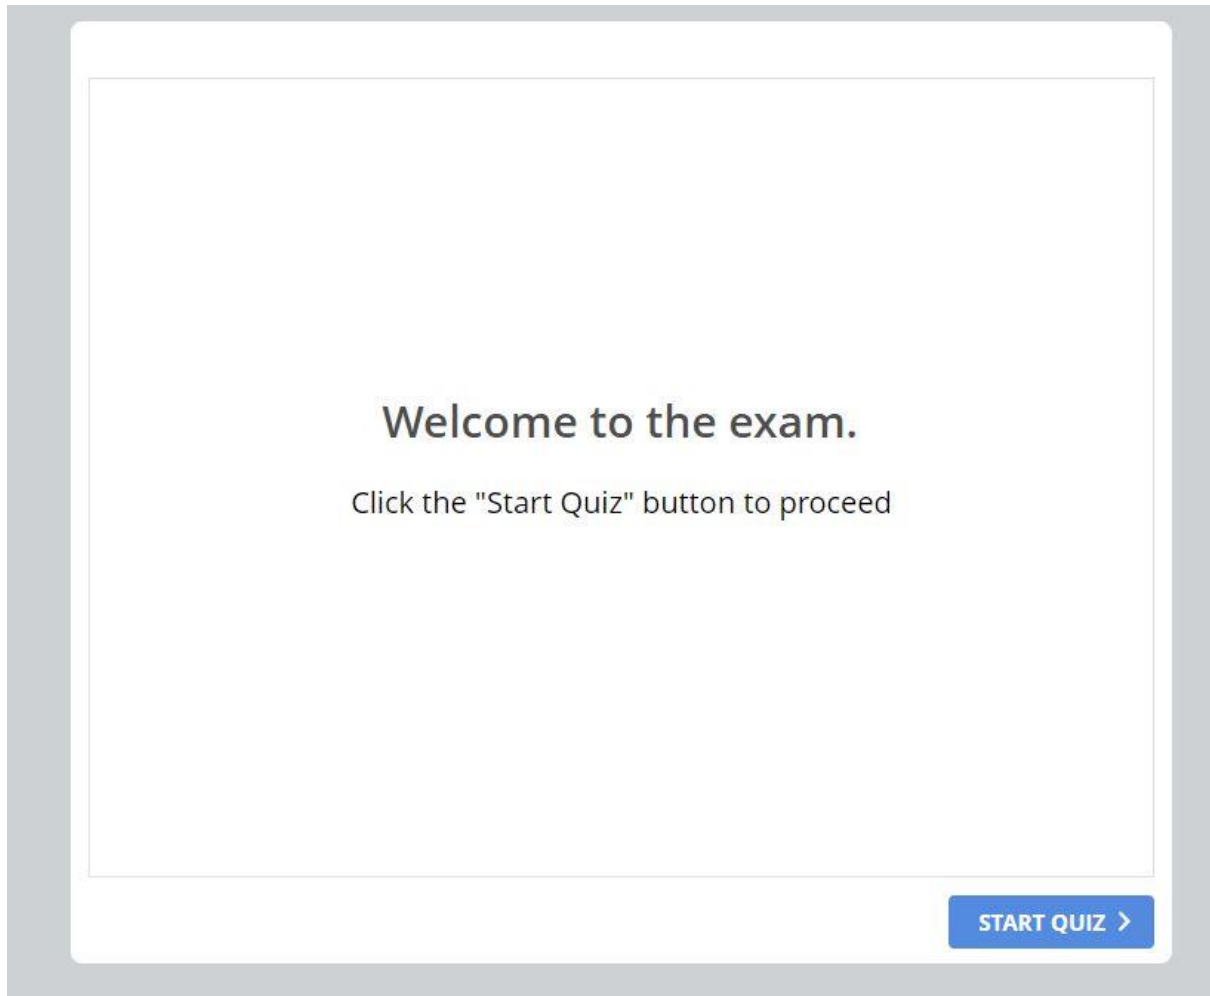 Welcome to the exam.
Click the "Start Quiz" button to proceed
START QUIZ